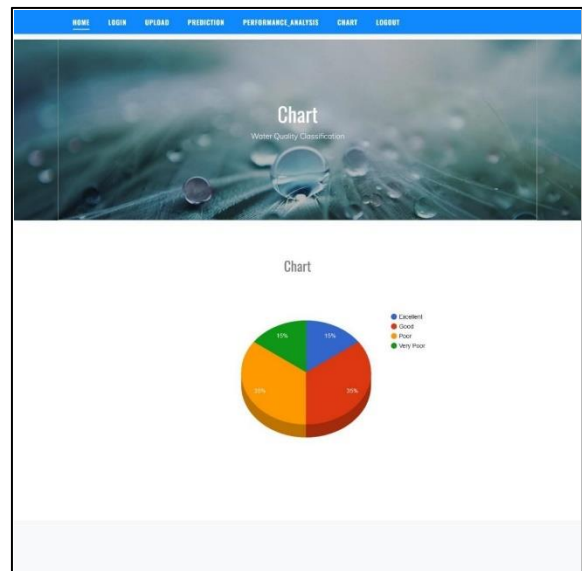 HOME LOGIN UPLOAD PREDICTION PERFORMANCE_ANALYSIS CHART LOGOUT
Chart
Water Quality Classification
Chart
Excellent
Good
Poor
Very Poor
15% 15%
35% 35%